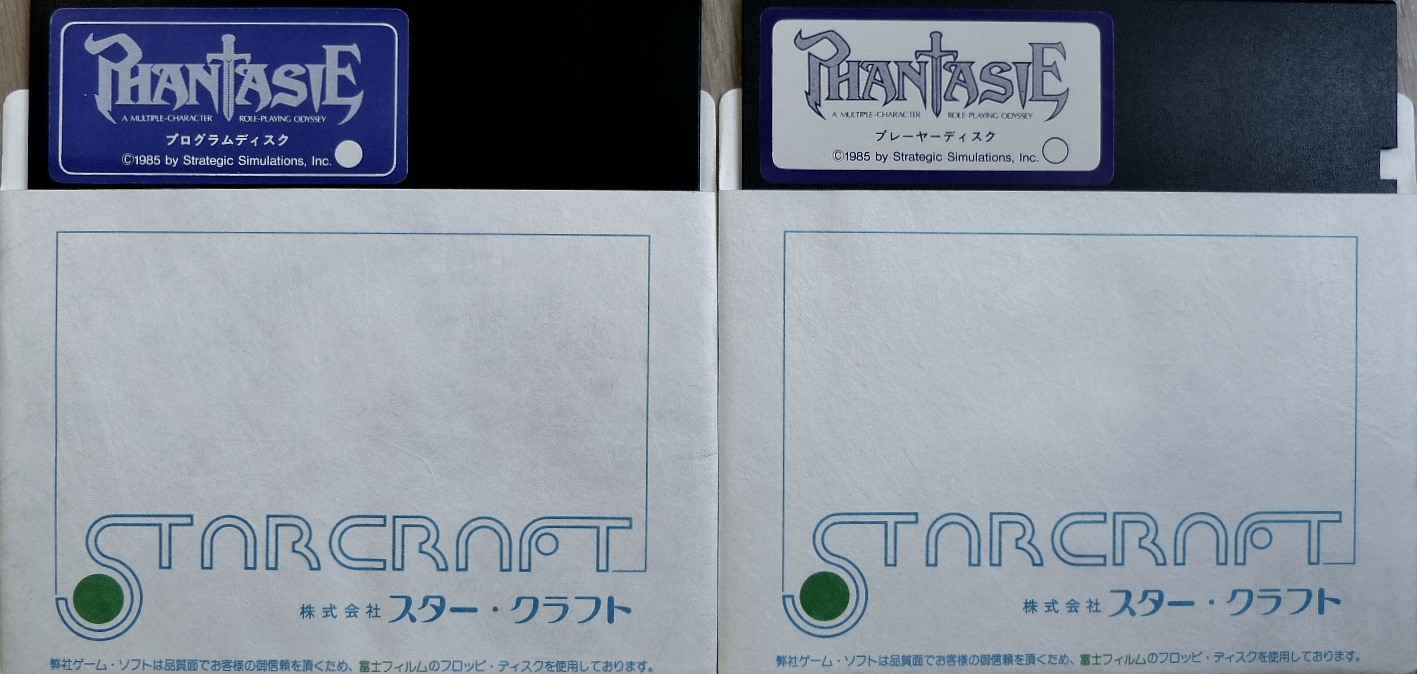 PHANTASIE
A MULTIPLE-CHARACTER ROLE-PLAYING ODYSSEY
プログラムディスク
©1985 by Strategic Simulations, Inc.
STARCRAFT
株式会社 スター・クラフト
弊社ゲーム・ソフトは品質面でお客様の御信頼を頂くため、富士フィルムのフロッピ・ディスクを使用しております。
PHANTASIE
A MULTIPLE-CHARACTER ROLE-PLAYING ODYSSEY
プレーヤーディスク
©1985 by Strategic Simulations, Inc.
STARCRAFT
株式会社 スター・クラフト
弊社ゲーム・ソフトは品質面でお客様の御信頼を頂くため、富士フィルムのフロッピ・ディスクを使用しております。